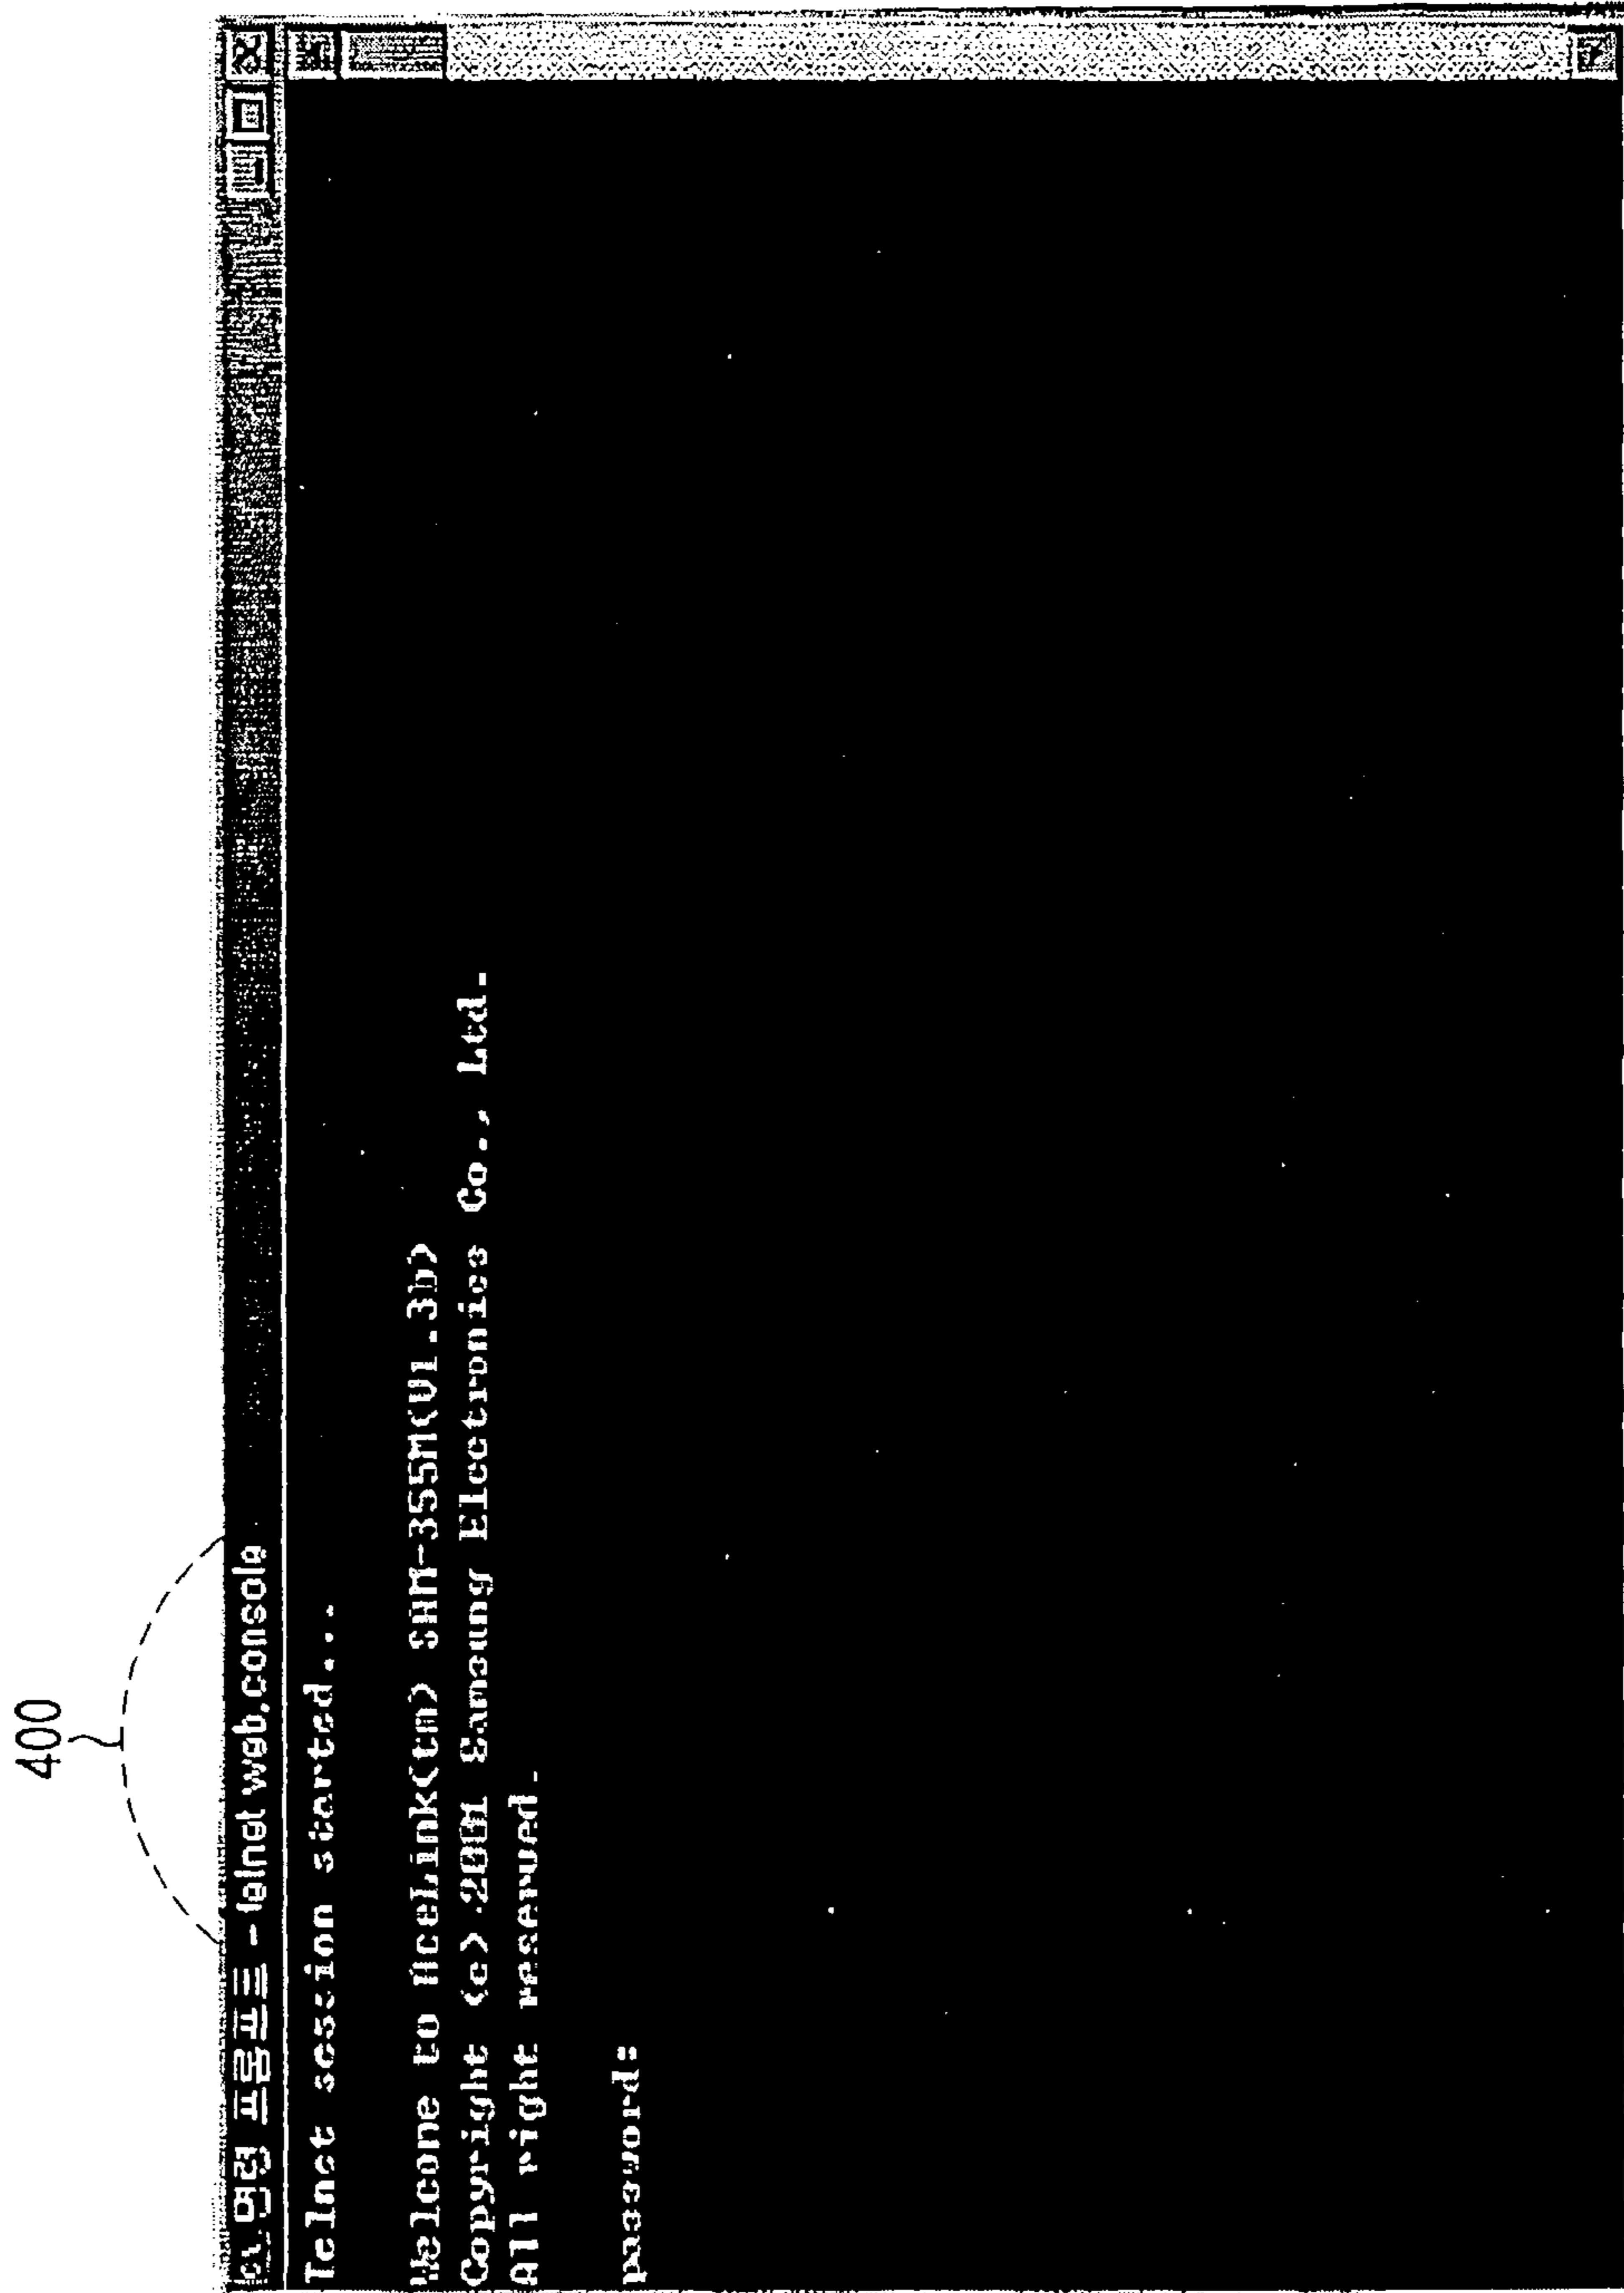 400
명령 프롬프트 - telnet web.console
Telnet session started...
Welcome to AceLink(tm) SHM-355M(V1.3b)
Copyright (c) 2001 Samsung Electronics Co., Ltd.
All right reserved.
password: